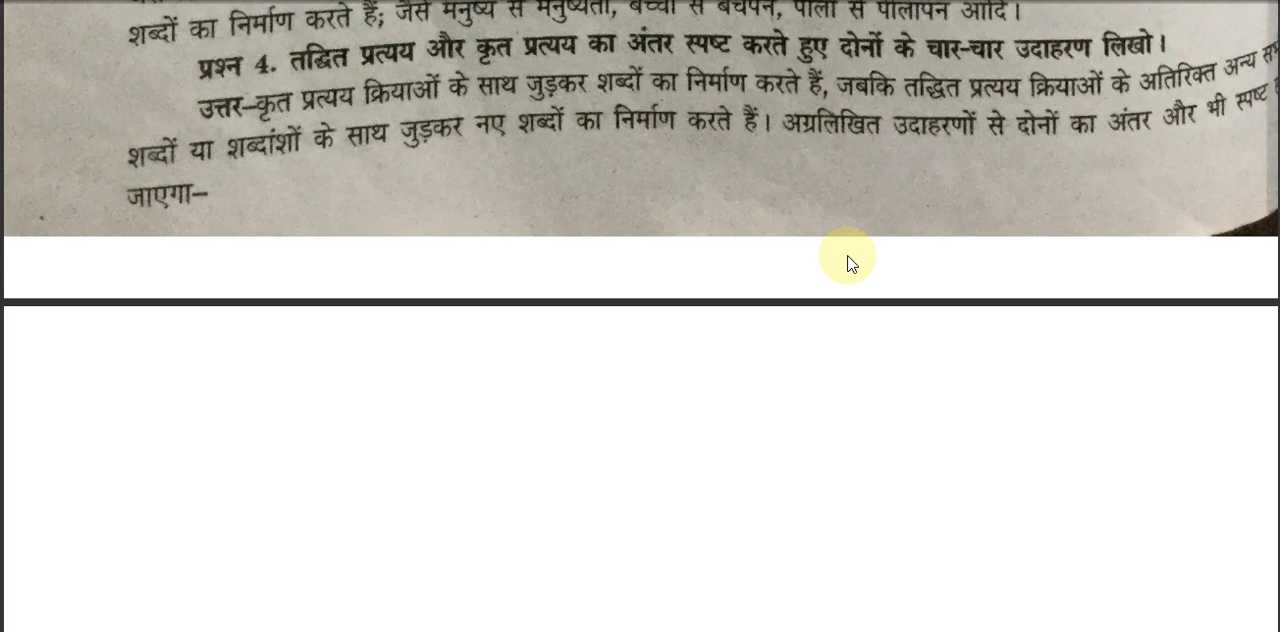 शब्दों का निर्माण करते हैं; जैसे मनुष्य से मनुष्यता, बच्चा से बचपन, पीला से पीलापन आदि।
प्रश्न 4. तद्धित प्रत्यय और कृत प्रत्यय का अंतर स्पष्ट करते हुए दोनों के चार-चार उदाहरण लिखो।
उत्तर–कृत प्रत्यय क्रियाओं के साथ जुड़कर शब्दों का निर्माण करते हैं, जबकि तद्धित प्रत्यय क्रियाओं के अतिरिक्त अन्य
शब्दों या शब्दांशों के साथ जुड़कर नए शब्दों का निर्माण करते हैं। अग्रलिखित उदाहरणों से दोनों का अंतर और भी स्पष्ट
जाएगा–